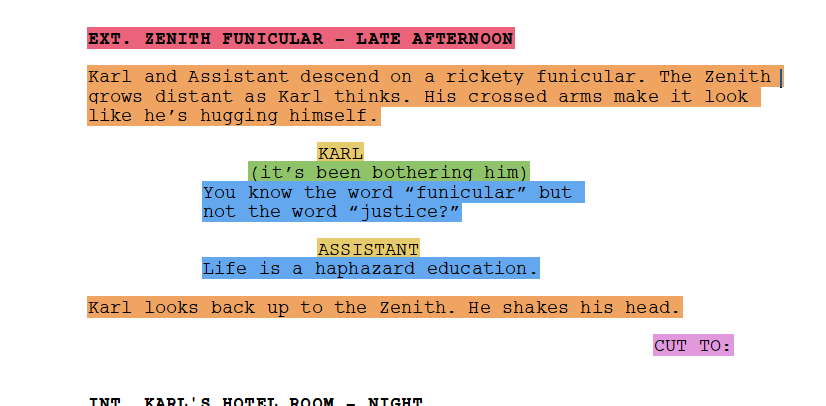 EXT. ZENITH FUNICULAR – LATE AFTERNOON
Karl and Assistant descend on a rickety funicular. The Zenith
grows distant as Karl thinks. His crossed arms make it look
like he’s hugging himself.
KARL
(it’s been bothering him)
You know the word “funicular” but
not the word “justice?”
ASSISTANT
Life is a haphazard education.
Karl looks back up to the Zenith. He shakes his head.
CUT TO:
INT. KARL'S HOTEL ROOM – NIGHT